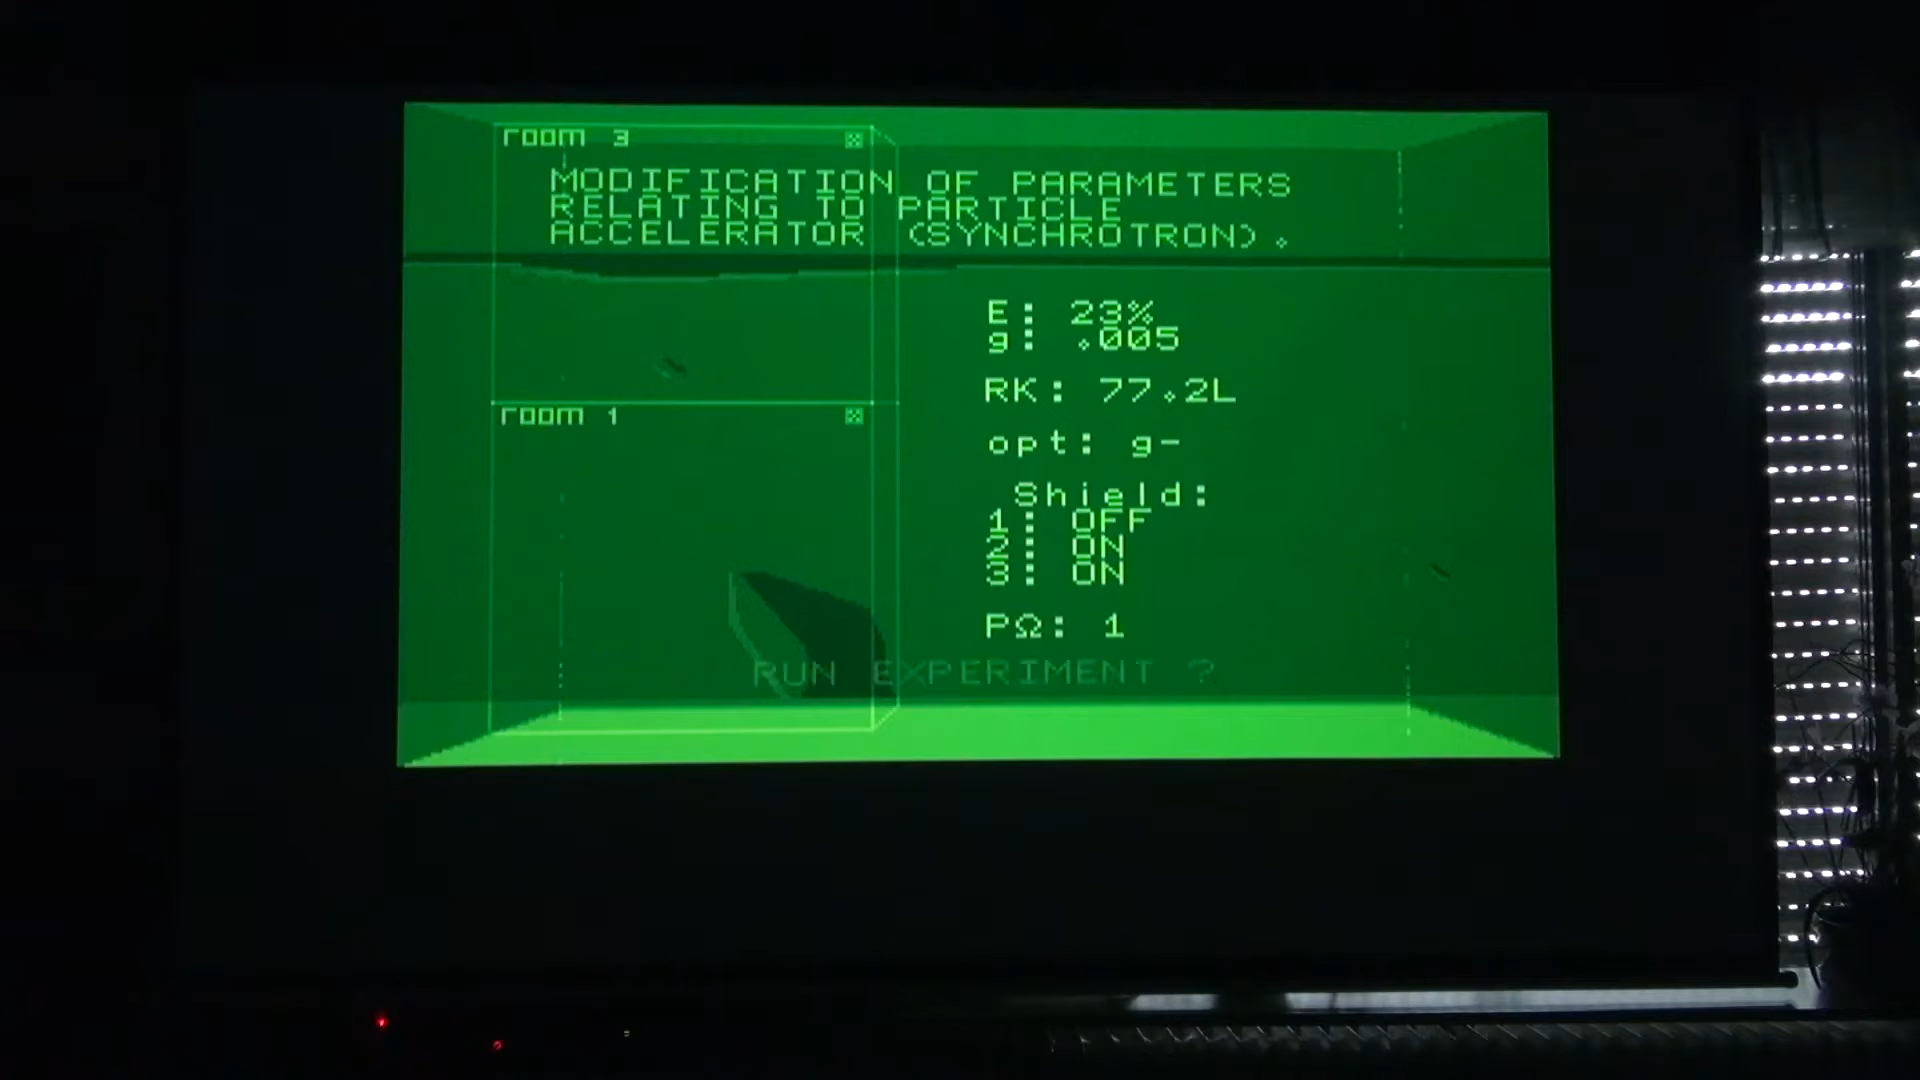 room 3
MODIFICATION OF PARAMETERS
RELATING TO PARTICLE
ACCELERATOR (SYNCHROTRON).
E: 23%
g: .005
RK: 77.2L
room 1
opt: g-
Shield:
1: OFF
2: ON
3: ON
PΩ: 1
RUN EXPERIMENT ?